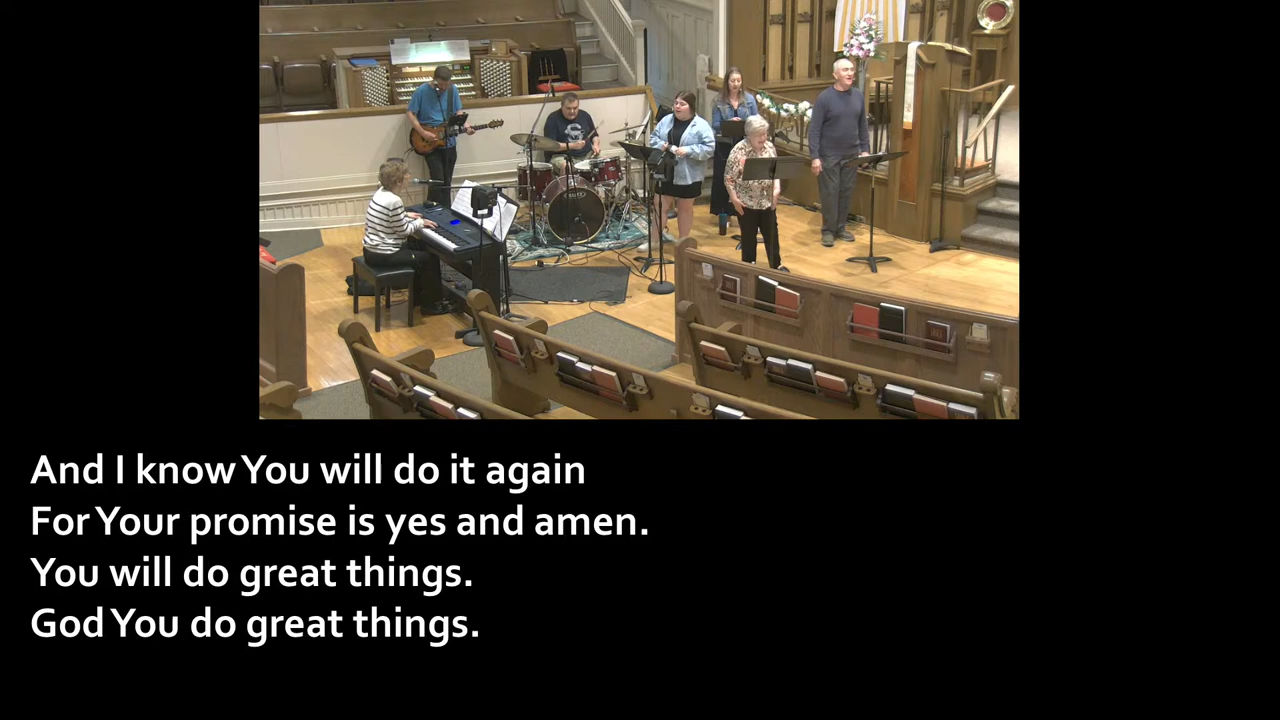 And I know You will do it again
For Your promise is yes and amen.
You will do great things.
God You do great things.